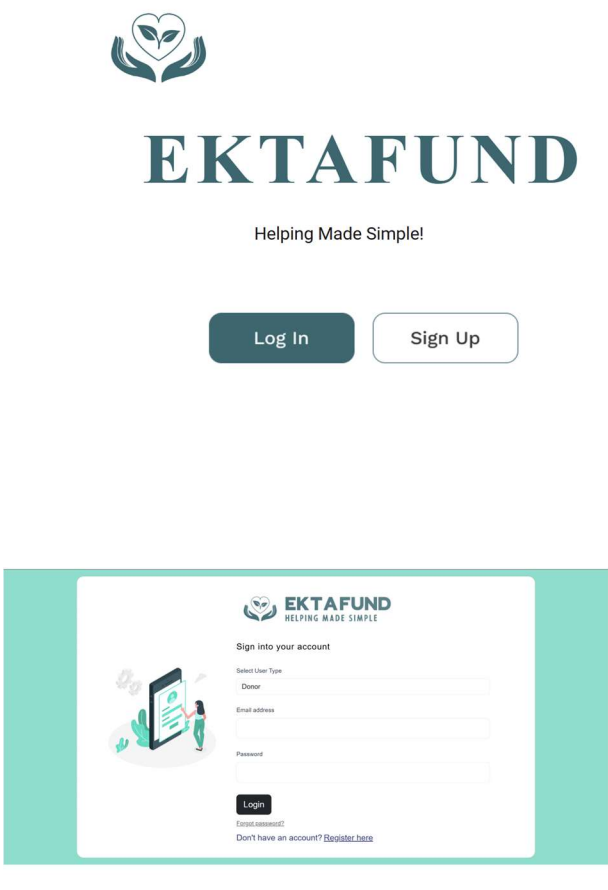 EKTAFUND
Helping Made Simple!
Log In
Sign Up
EKTAFUND
HELPING MADE SIMPLE
Sign into your account
Select User Type
Donor
Email address
Password
Login
Forgot password?
Don't have an account? Register here